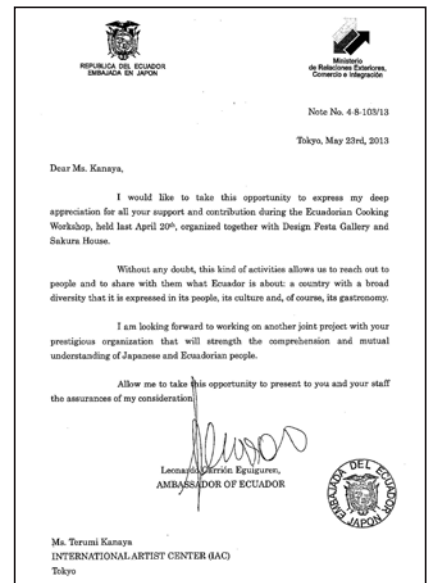 REPUBLICA DEL ECUADOR
EMBAJADA EN JAPON
Ministerio
de Relaciones Exteriores,
Comercio e Integración
Note No. 4-8-103/13
Tokyo, May 23rd, 2013
Dear Ms. Kanaya,
I would like to take this opportunity to express my deep
appreciation for all your support and contribution during the Ecuadorian Cooking
Workshop, held last April 20th, organized together with Design Festa Gallery and
Sakura House.
Without any doubt, this kind of activities allows us to reach out to
people and to share with them what Ecuador is about: a country with a broad
diversity that it is expressed in its people, its culture and, of course, its gastronomy.
I am looking forward to working on another joint project with your
prestigious organization that will strength the comprehension and mutual
understanding of Japanese and Ecuadorian people.
Allow me to take this opportunity to present to you and your staff
the assurances of my consideration
Leonardo Carrión Eguiguren,
AMBASSADOR OF ECUADOR
EMBAJADA DEL ECUADOR
JAPON
Ms. Terumi Kanaya
INTERNATIONAL ARTIST CENTER (IAC)
Tokyo